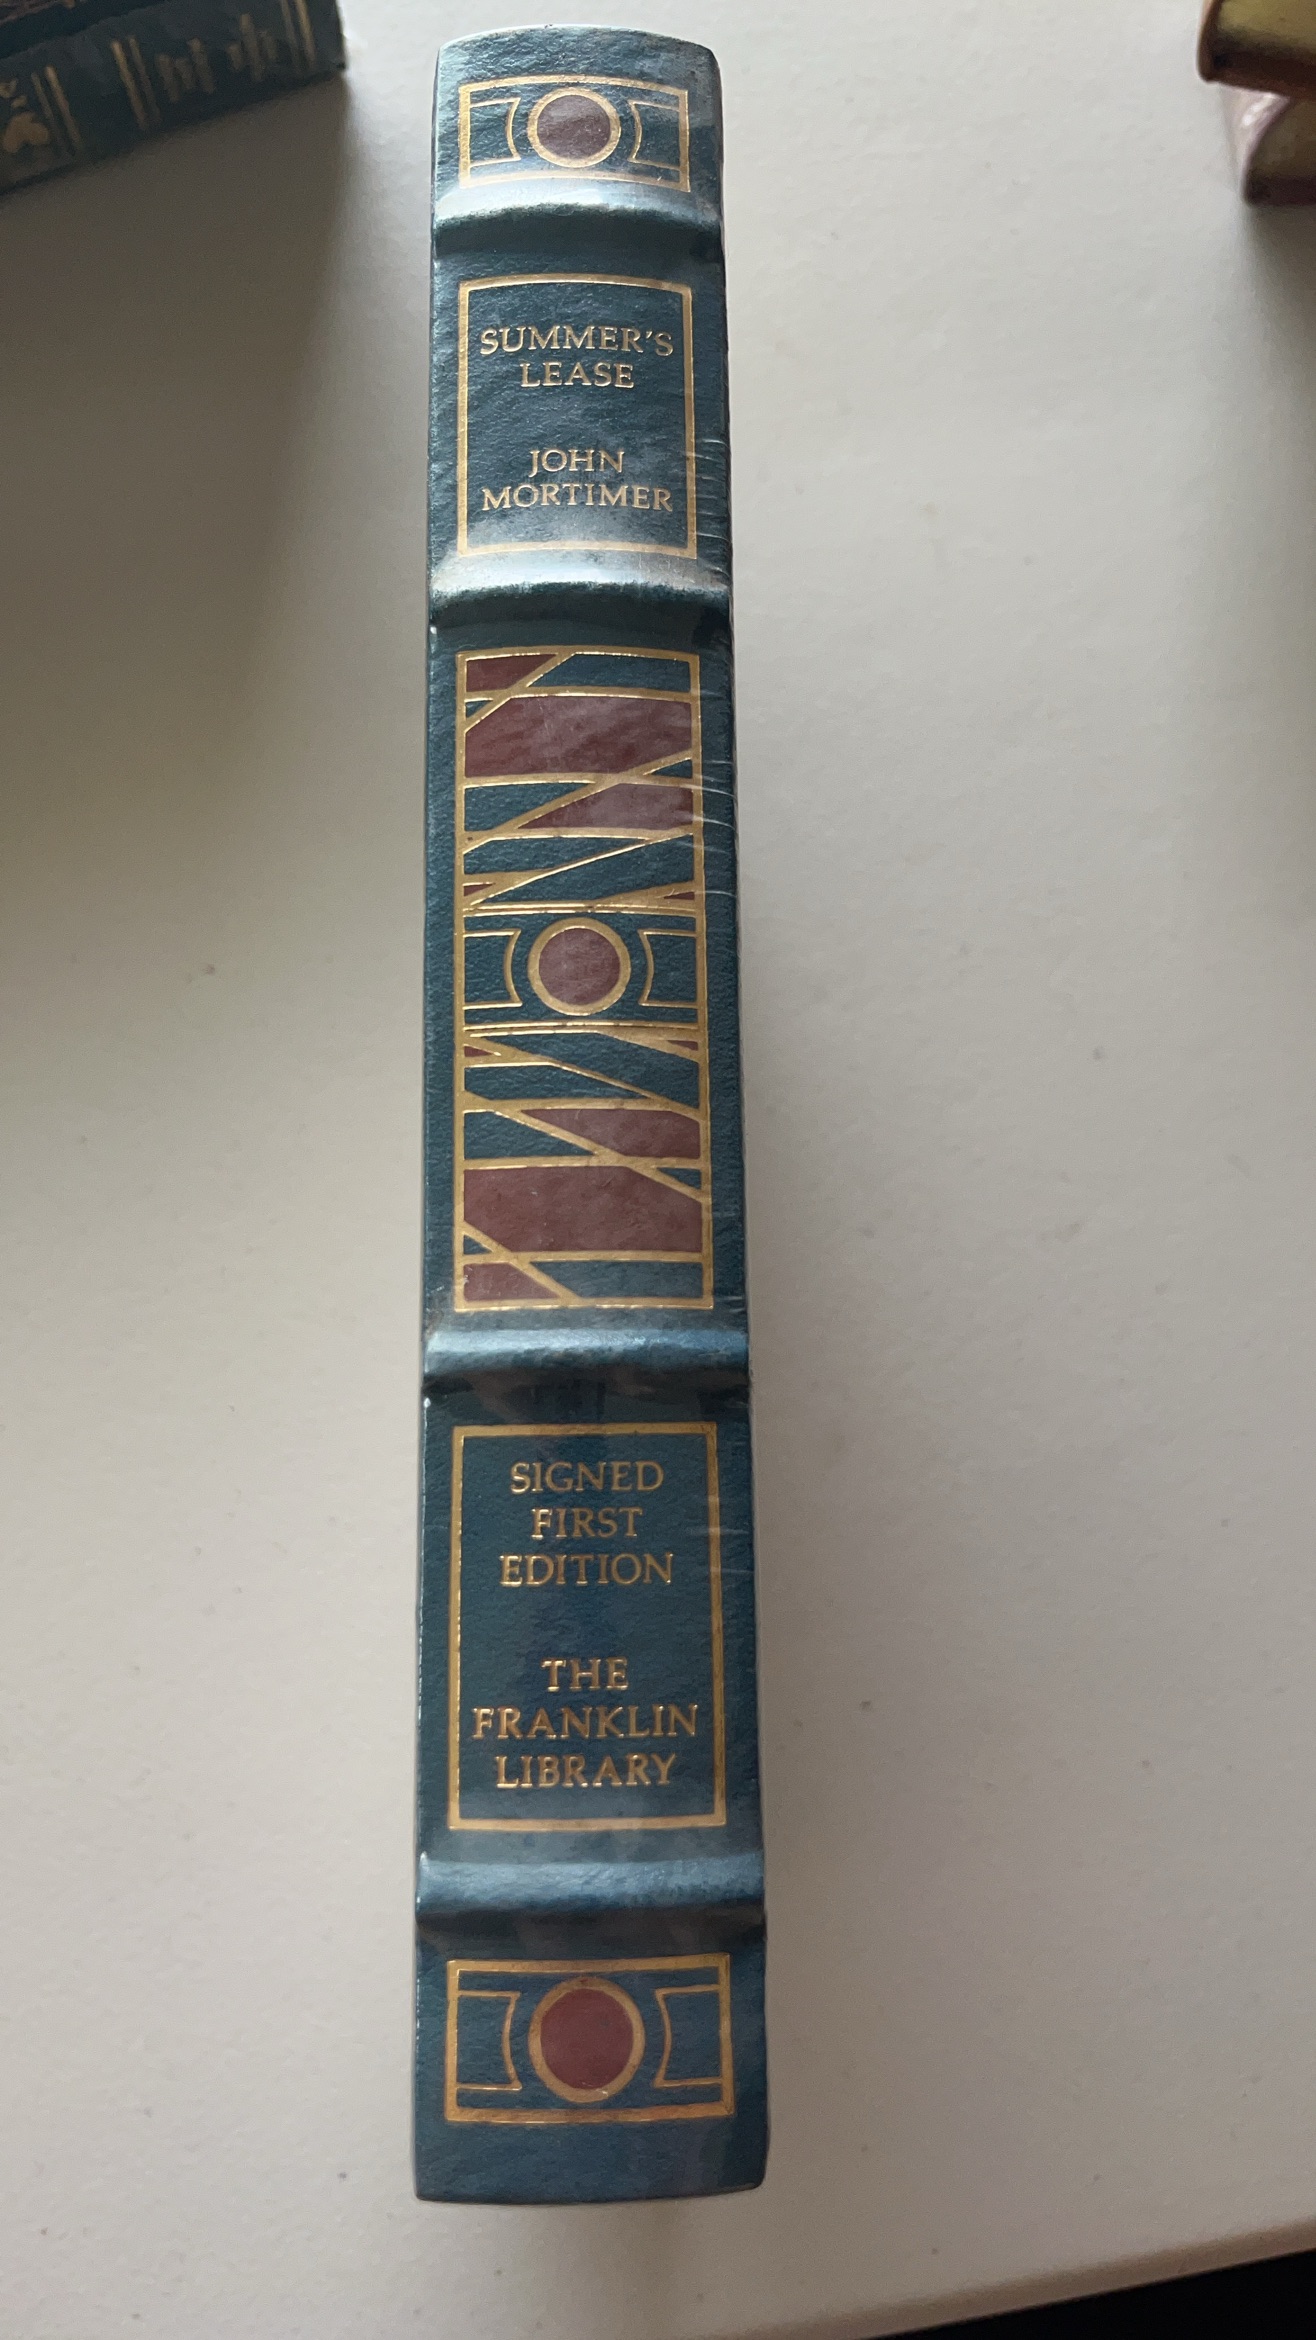 SUMMER'S
LEASE
JOHN
MORTIMER
SIGNED
FIRST
EDITION
THE
FRANKLIN
LIBRARY